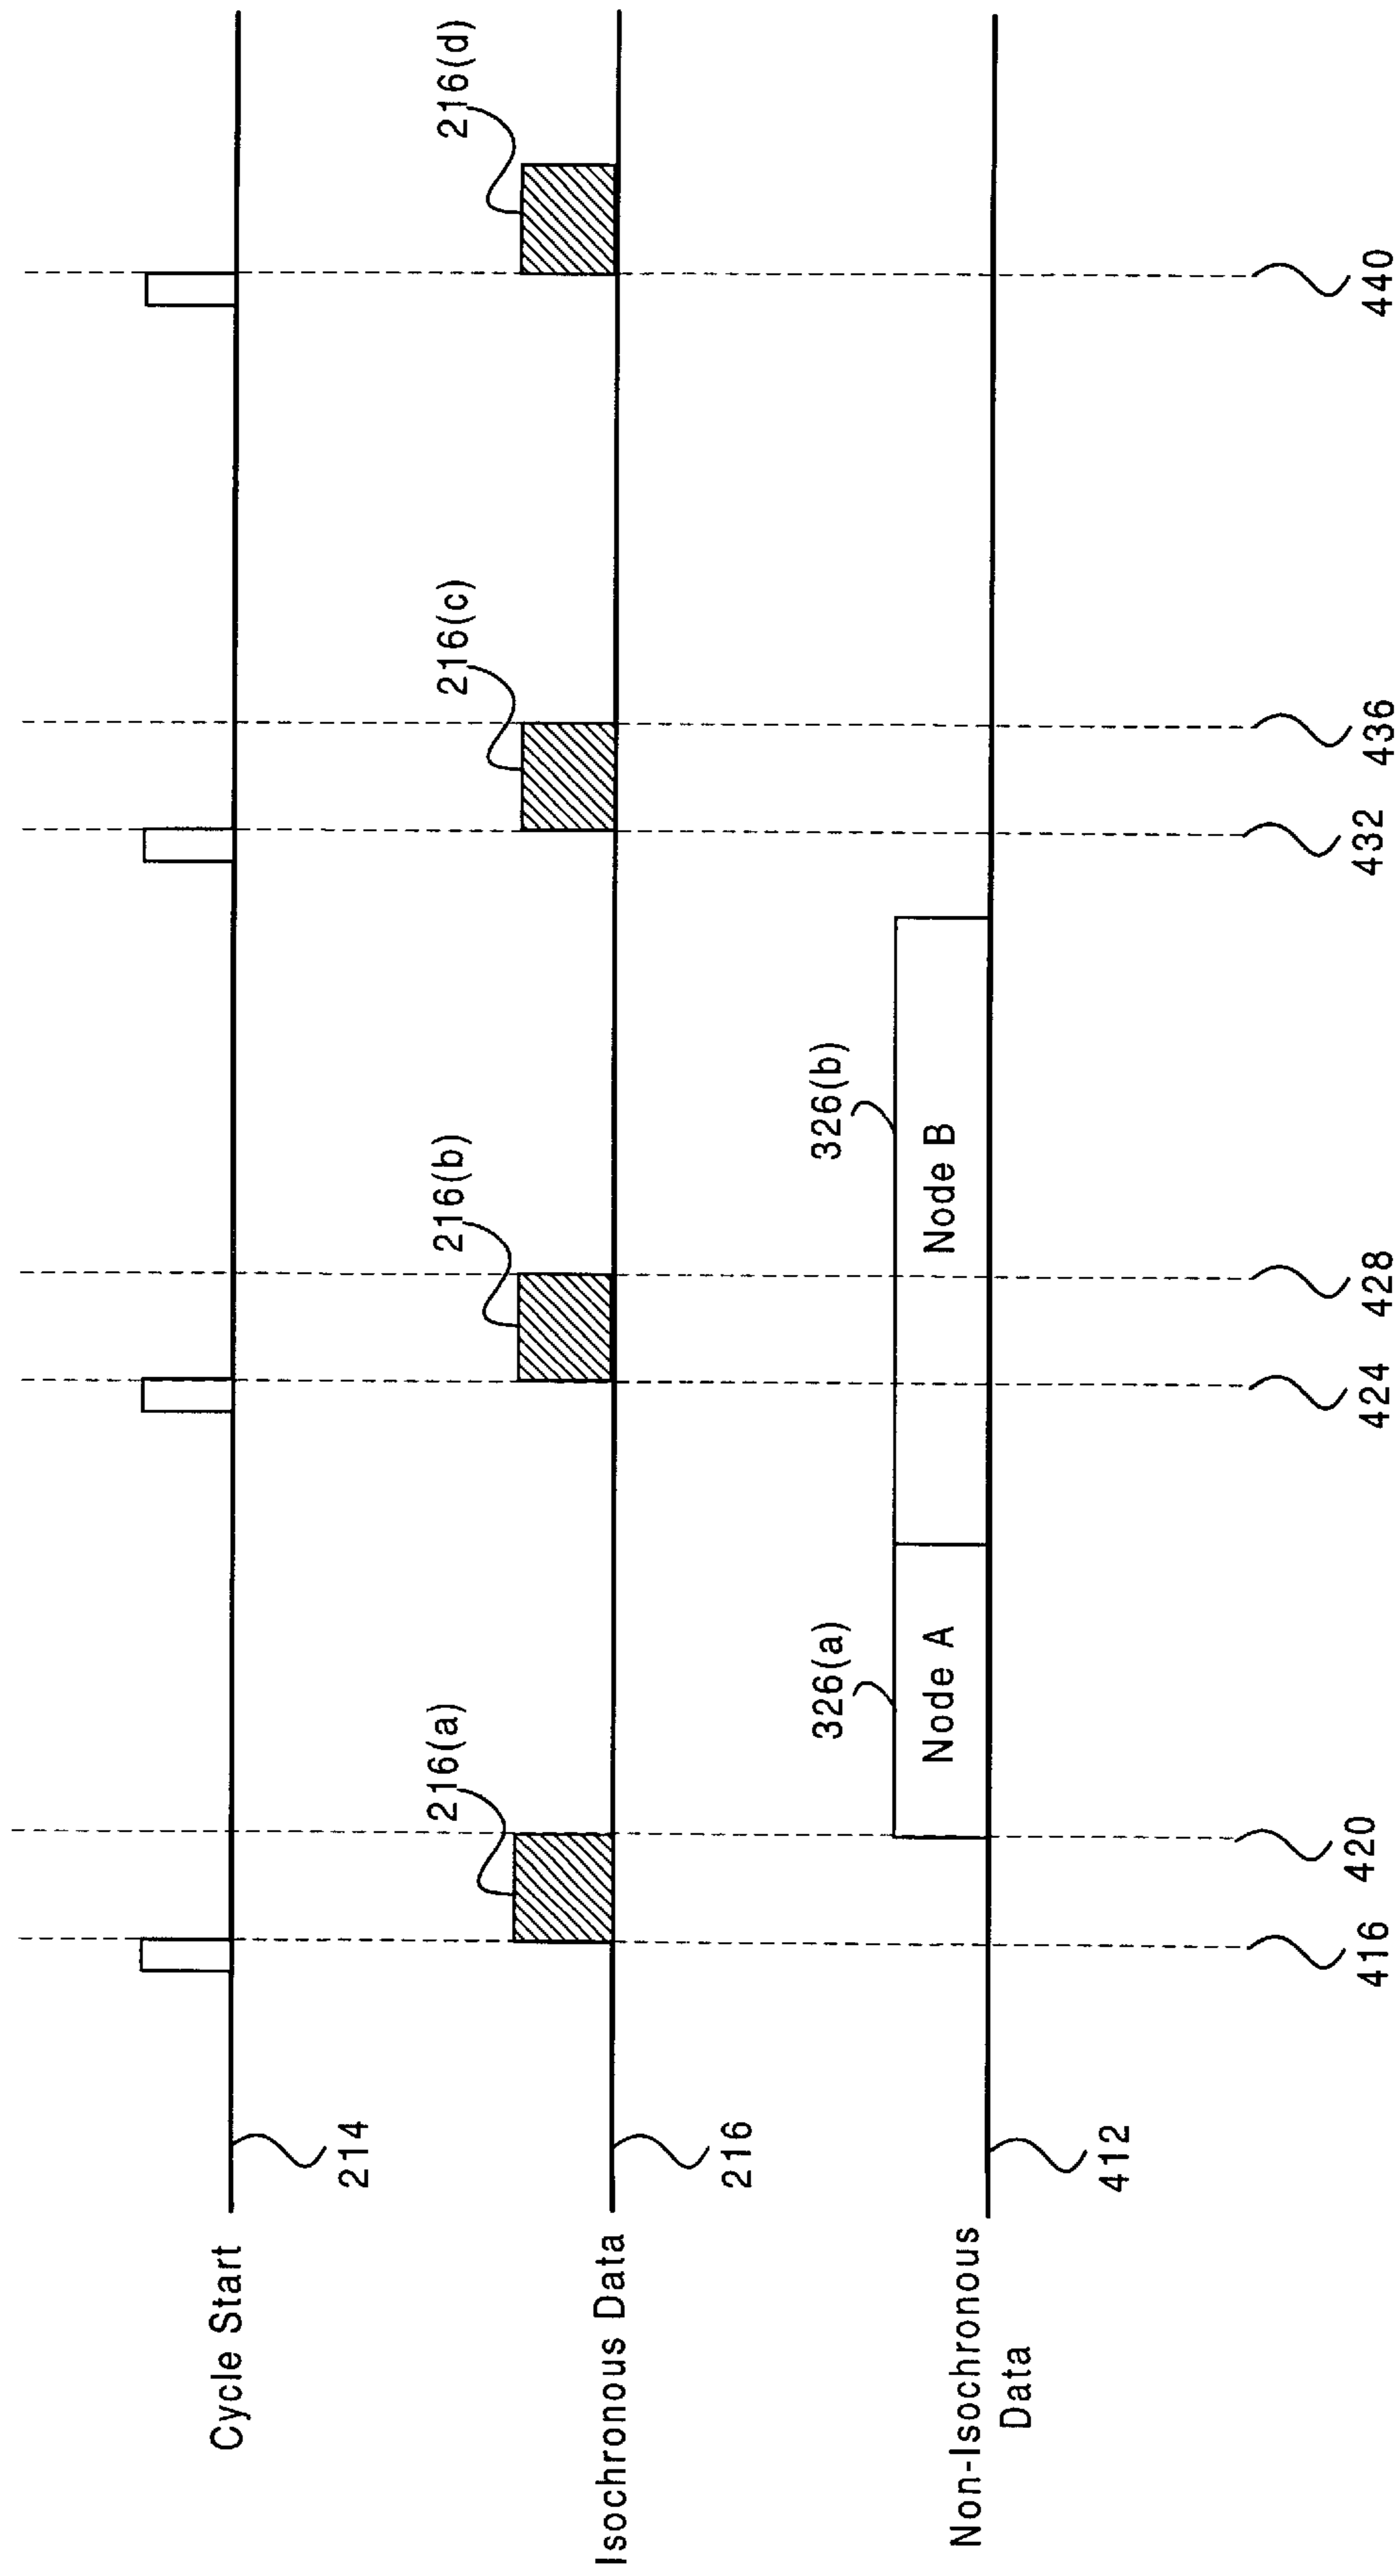 Cycle Start
214
Isochronous Data
216
216(a)
216(b)
216(c)
216(d)
Non-Isochronous
Data
412
326(a)
326(b)
Node A
Node B
416
420
424
428
432
436
440